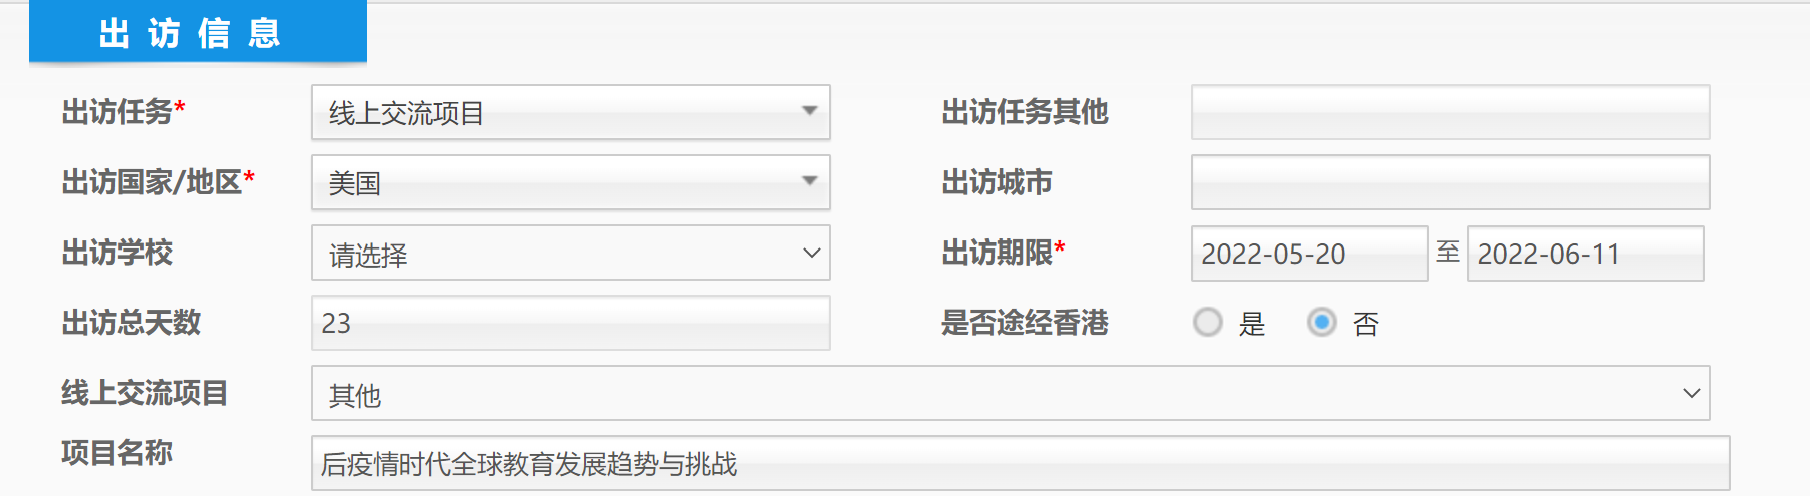 出访信息
出访任务* 线上交流项目 出访任务其他
出访国家/地区* 美国 出访城市
出访学校 请选择 出访期限* 2022-05-20 至 2022-06-11
出访总天数 23 是否途经香港 是 否
线上交流项目 其他
项目名称 后疫情时代全球教育发展趋势与挑战